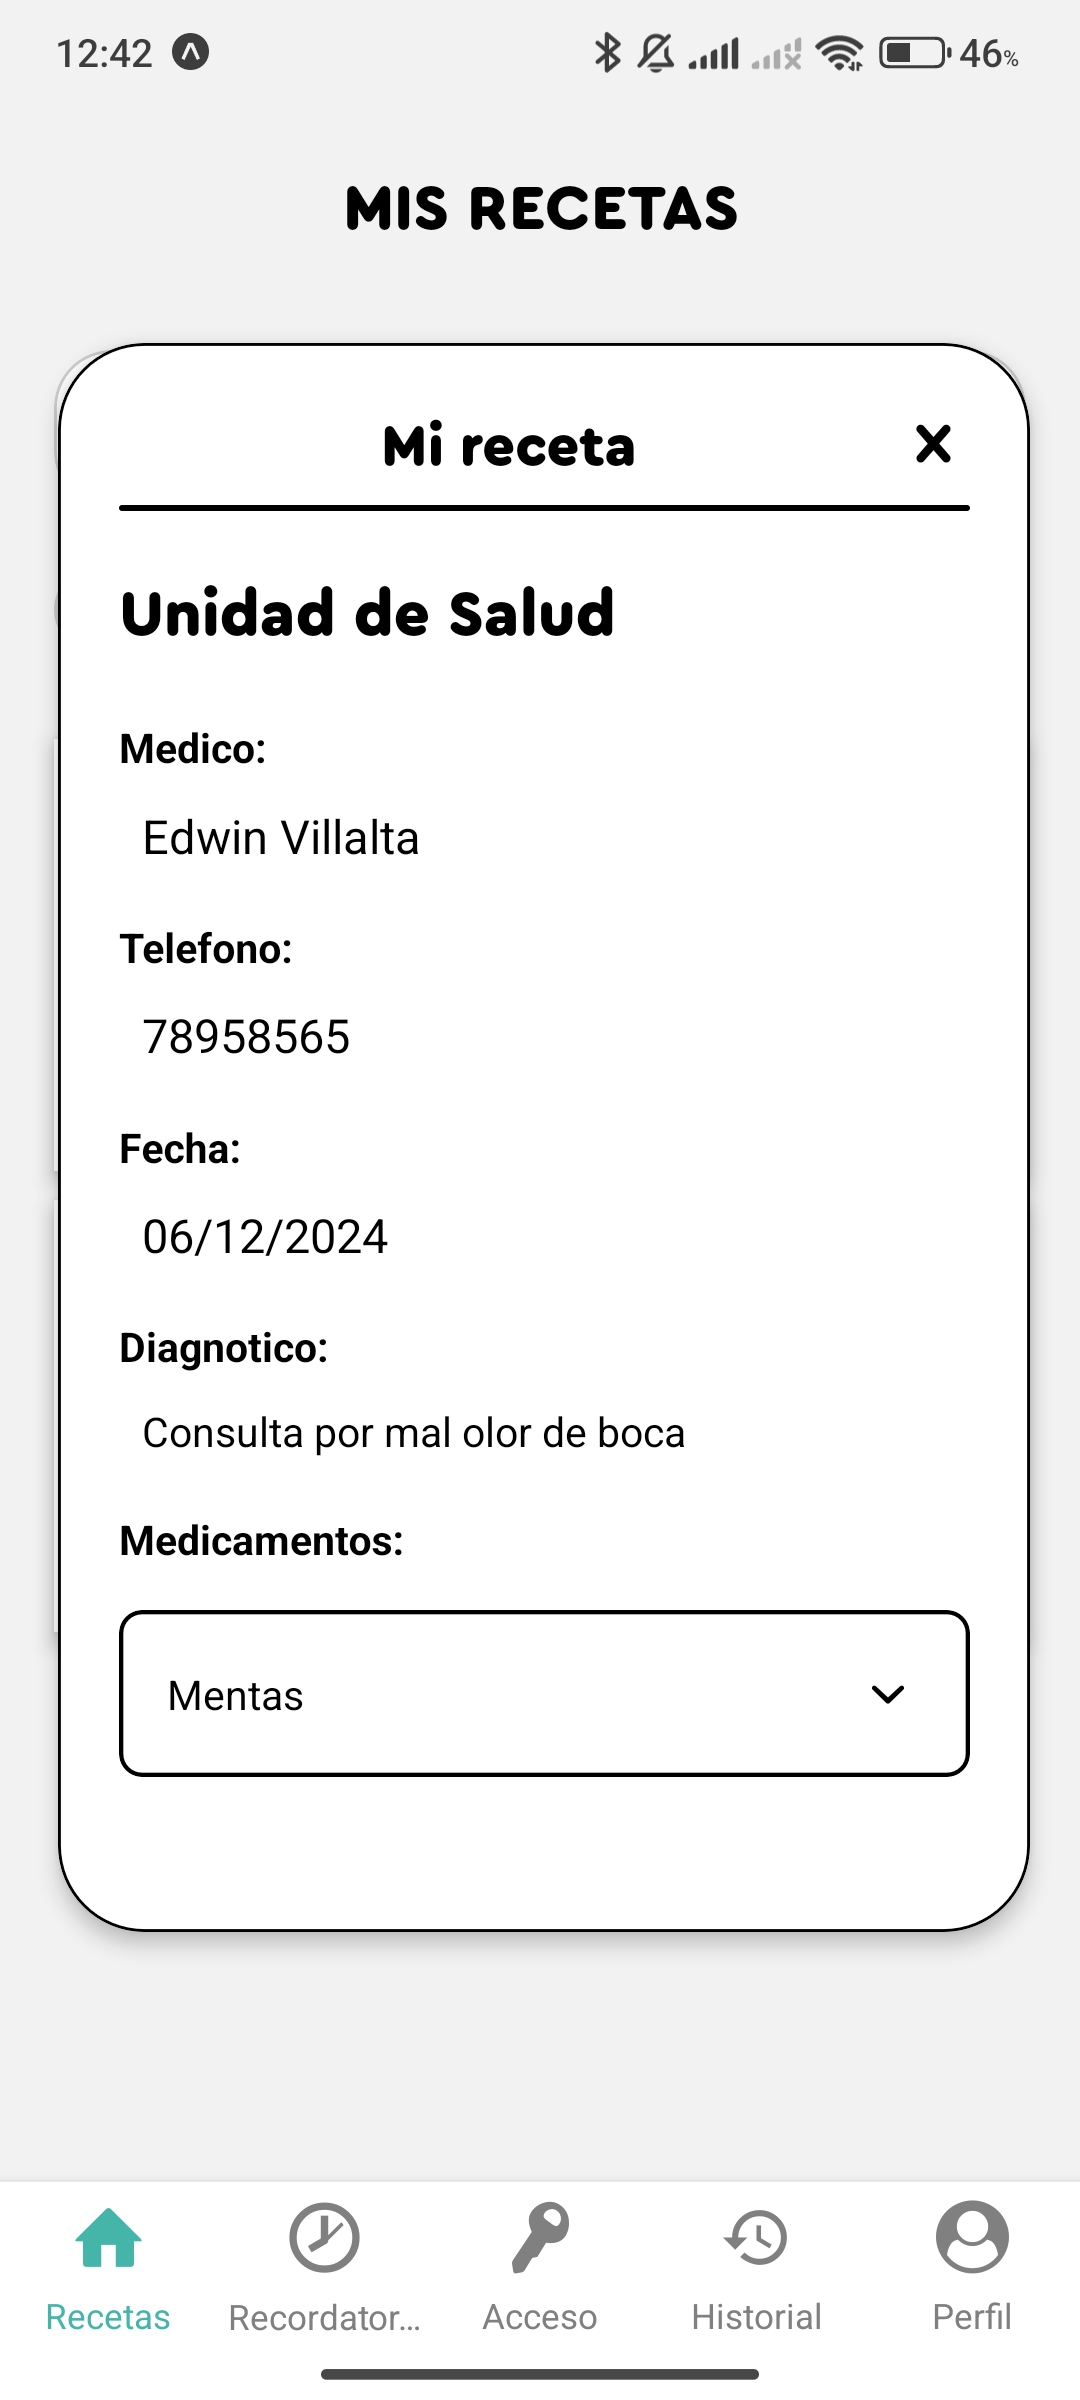 12:42
46%
MIS RECETAS
Mi receta
Unidad de Salud
Medico:
Edwin Villalta
Telefono:
78958565
Fecha:
06/12/2024
Diagnotico:
Consulta por mal olor de boca
Medicamentos:
Mentas
Recetas
Recordator...
Acceso
Historial
Perfil